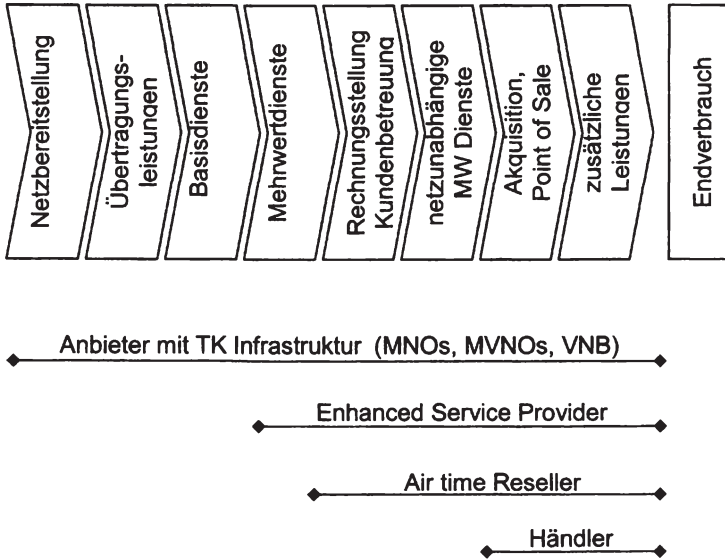 Netzbereitstellung
Übertragungs-
leistungen
Basisdienste
Mehrwertdienste
Rechnungsstellung
Kundenbetreuung
netzunabhängige
MW Dienste
Akquisition,
Point of Sale
zusätzliche
Leistungen
Endverbrauch
Anbieter mit TK Infrastruktur (MNOs, MVNOs, VNB)
Enhanced Service Provider
Air time Reseller
Händler